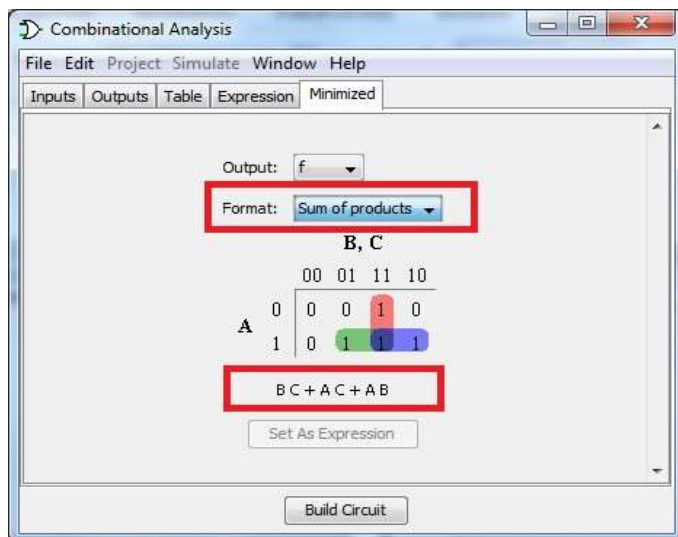 Combinational Analysis
File Edit Project Simulate Window Help
Inputs Outputs Table Expression Minimized
Output: f
Format: Sum of products
B, C
00 01 11 10
A
0 0 0 1 0
1 0 1 1 1
B C + A C + A B
Set As Expression
Build Circuit